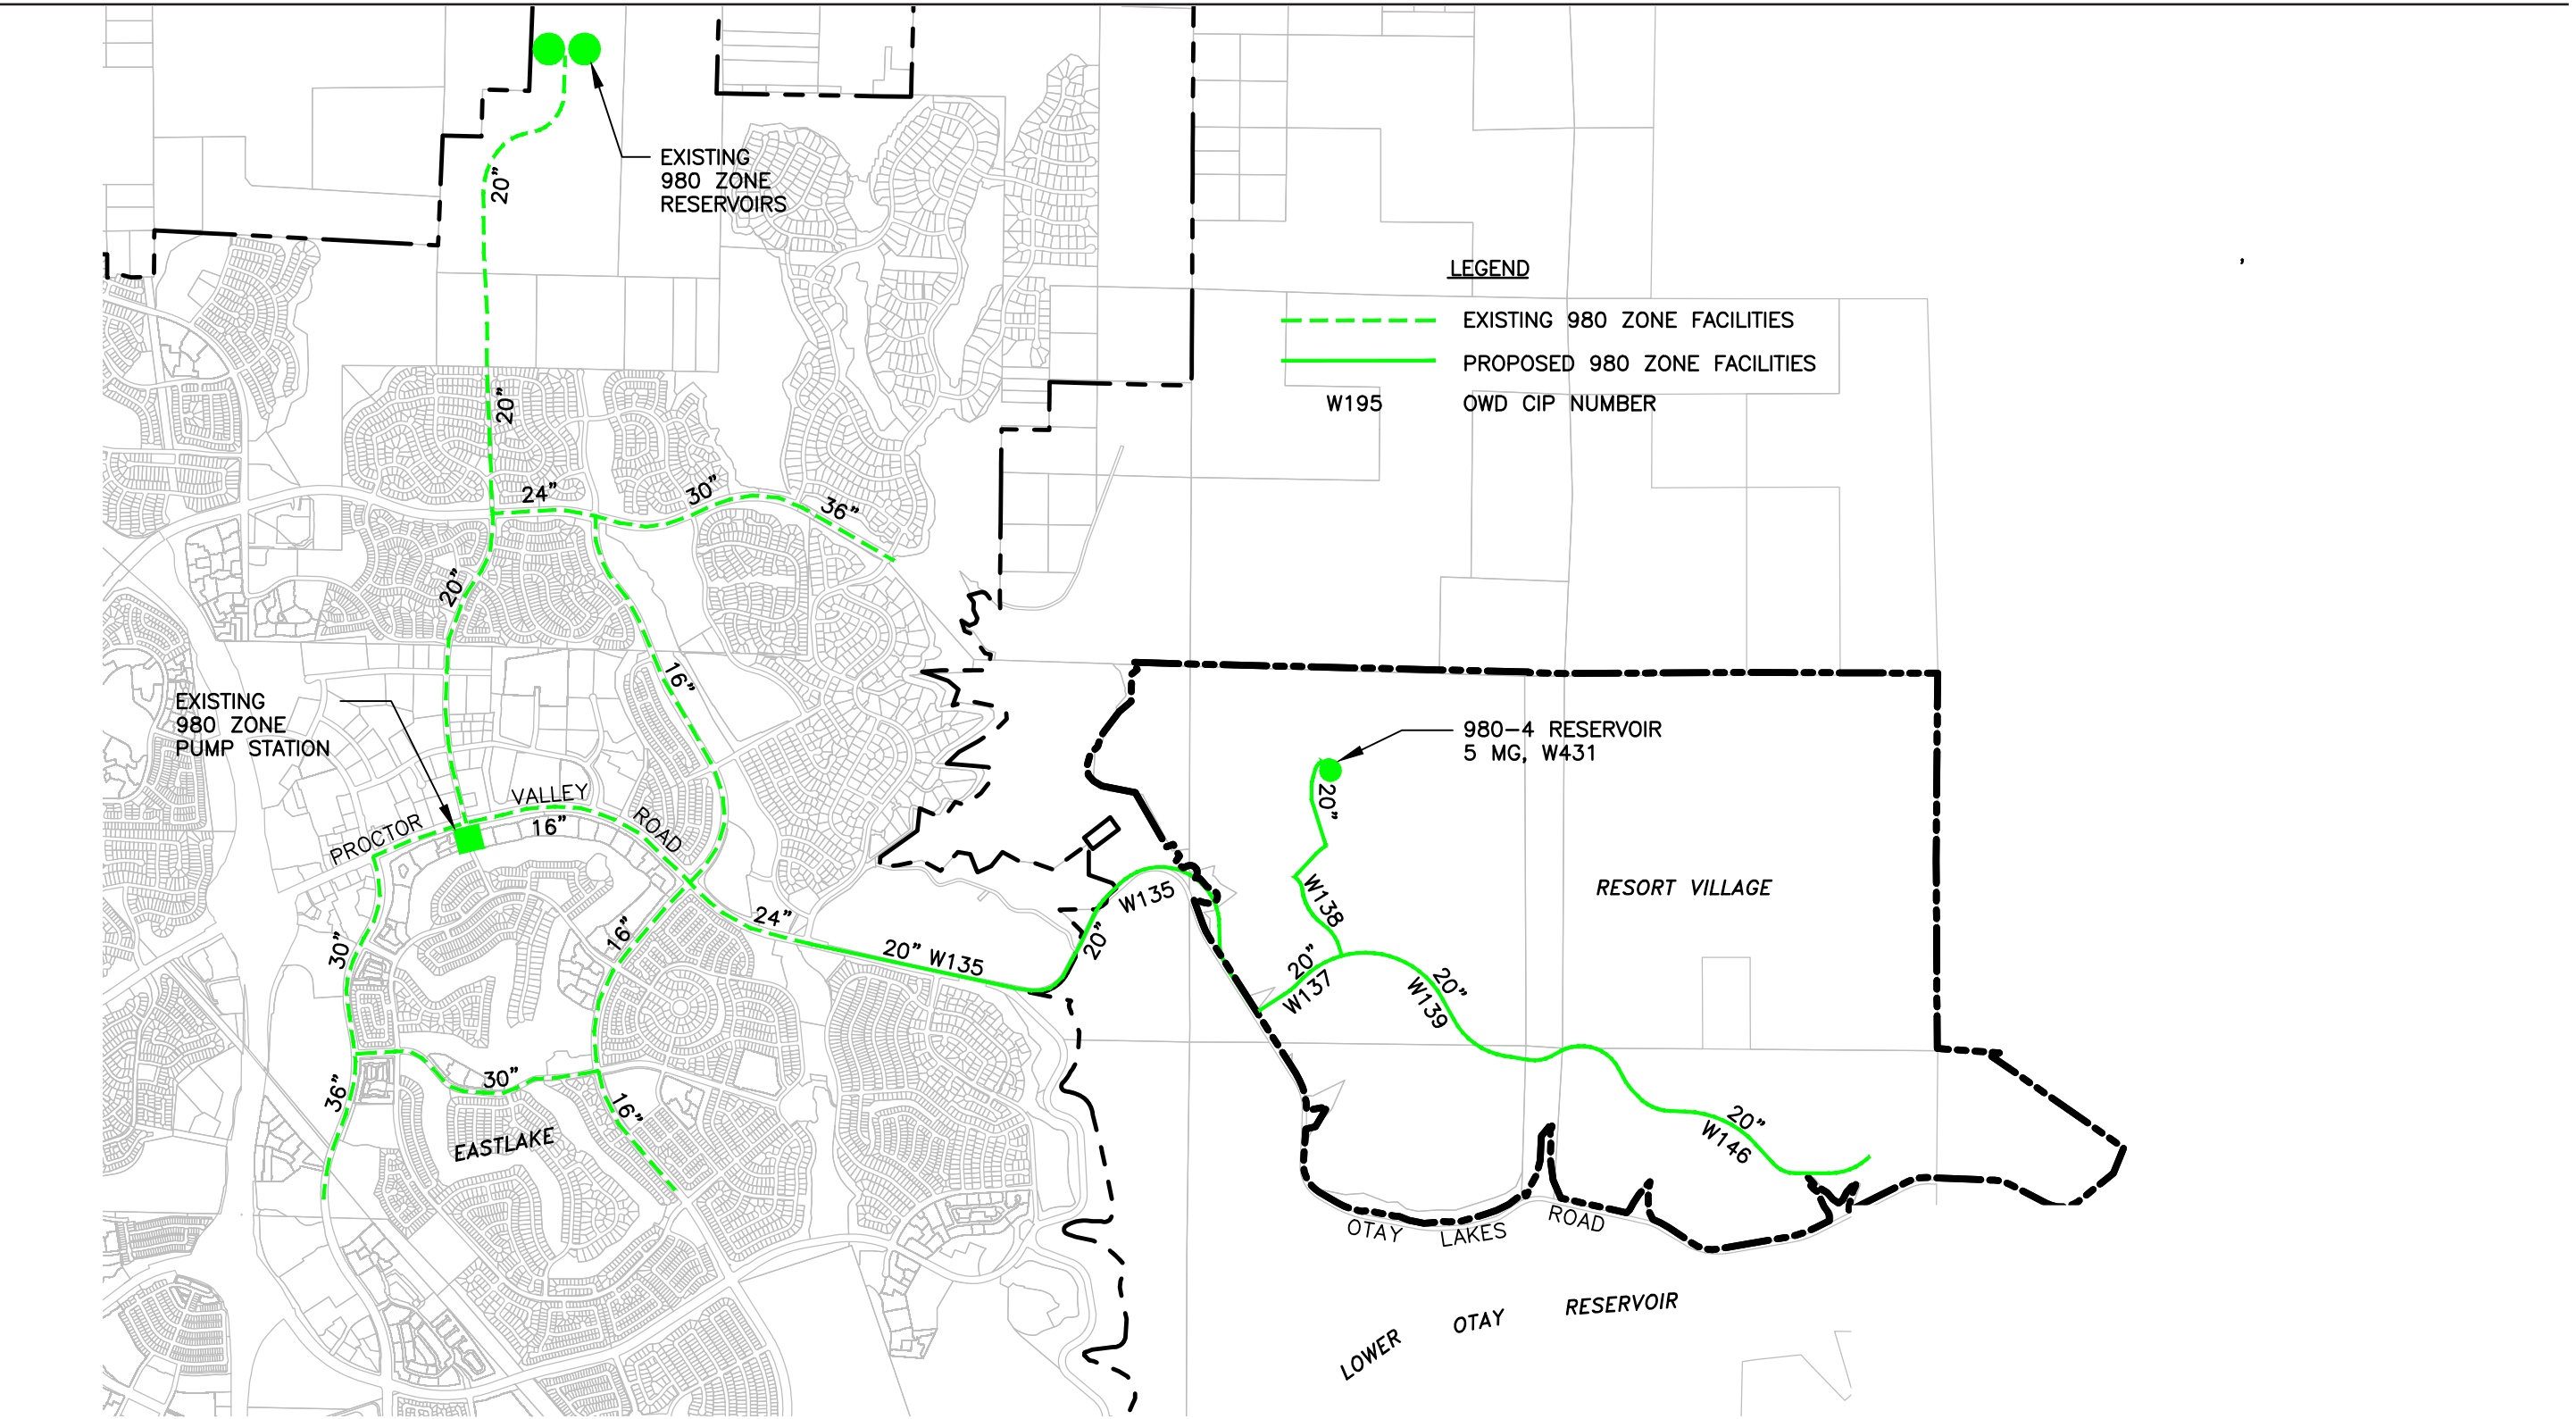 EXISTING
980 ZONE
RESERVOIRS
20”
LEGEND
EXISTING 980 ZONE FACILITIES
PROPOSED 980 ZONE FACILITIES
W195 OWD CIP NUMBER
20”
24”
30”
36”
20”
16”
EXISTING
980 ZONE
PUMP STATION
980-4 RESERVOIR
5 MG, W431
PROCTOR VALLEY ROAD
16”
20”
W138
RESORT VILLAGE
W135
20”
24”
16”
30”
20” W135
20”
W137
20”
W139
36”
30”
16”
EASTLAKE
20”
W146
OTAY LAKES ROAD
LOWER OTAY RESERVOIR